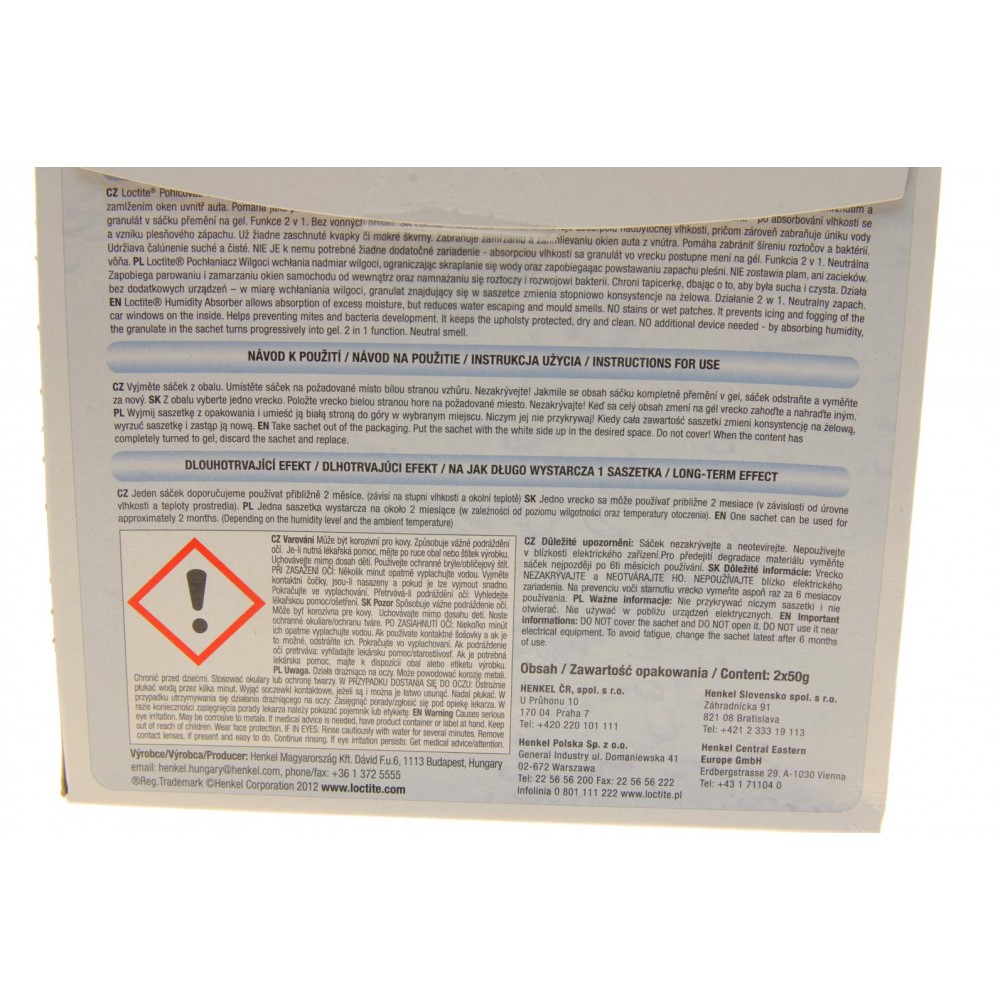 CZ Loctite® Pohlcovač
zamlžením oken uvnitř auta. Pomáhá
granulát v sáčku přemění na gel. Funkce 2 v 1. Bez vonných po absorbování vlhkosti sa
a vzniku plesňového zápachu. Už žiadne zaschnuté kvapky či mokré škvrny. Zabraňuje zamŕzaniu a zahmlievaniu okien auta z vnútra. Pomáha zabrániť šíreniu roztočov a baktérií.
Udržiava čalúnenie suché a čisté. NIE JE k nemu potrebné žiadne dodatočné zariadenie - absorpciou vlhkosti sa granulát vo vrecku postupne mení na gél. Funkcia 2 v 1. Neutrálna
vôňa. PL Loctite® Pochłaniacz Wilgoci wchłania nadmiar wilgoci, ograniczając skraplanie się wody oraz zapobiegając powstawaniu zapachu pleśni. NIE zostawia plam, ani zacieków.
Zapobiega parowaniu i zamarzaniu okien samochodu od wewnątrz oraz namnażaniu się roztoczy i rozwojowi bakterii. Chroni tapicerkę, dbając o to, aby była sucha i czysta. Działa
bez dodatkowych urządzeń – w miarę wchłaniania wilgoci, granulat znajdujący się w saszetce zmienia stopniowo konsystencję na żelową. Działanie 2 w 1. Neutralny zapach.
EN Loctite® Humidity Absorber allows absorption of excess moisture, but reduces water escaping and mould smells. NO stains or wet patches. It prevents icing and fogging of the
car windows on the inside. Helps preventing mites and bacteria development. It keeps the upholsty protected, dry and clean. NO additional device needed - by absorbing humidity,
the granulate in the sachet turns progressively into gel. 2 in 1 function. Neutral smell.
NÁVOD K POUŽITÍ / NÁVOD NA POUŽITIE / INSTRUKCJA UŻYCIA / INSTRUCTIONS FOR USE
CZ Vyjměte sáček z obalu. Umístěte sáček na požadované místo bílou stranou vzhůru. Nezakrývejte! Jakmile se obsah sáčku kompletně přemění v gel, sáček odstraňte a vyměňte
za nový. SK Z obalu vyberte jedno vrecko. Položte vrecko bielou stranou hore na požadované miesto. Nezakrývajte! Keď sa celý obsah zmení na gél vrecko zahoďte a nahraďte iným.
PL Wyjmij saszetkę z opakowania i umieść ją białą stroną do góry w wybranym miejscu. Niczym jej nie przykrywaj! Kiedy cała zawartość saszetki zmieni konsystencję na żelową,
wyrzuć saszetkę i zastąp ją nową. EN Take sachet out of the packaging. Put the sachet with the white side up in the desired space. Do not cover! When the content has
completely turned to gel, discard the sachet and replace.
DLOUHOTRVAJÍCÍ EFEKT / DLHOTRVAJÚCI EFEKT / NA JAK DŁUGO WYSTARCZA 1 SASZETKA / LONG-TERM EFFECT
CZ Jeden sáček doporučujeme používat přibližně 2 měsíce. (závisí na stupni vlhkosti a okolní teplotě) SK Jedno vrecko sa môže používať približne 2 mesiace (v závislosti od úrovne
vlhkosti a teploty prostredia). PL Jedna saszetka wystarcza na około 2 miesiące (w zależności od poziomu wilgotności oraz temperatury otoczenia). EN One sachet can be used for
approximately 2 months. (Depending on the humidity level and the ambient temperature)
CZ Varování Může být korozivní pro kovy. Způsobuje vážné podráždění
očí. Je-li nutná lékařská pomoc, mějte po ruce obal nebo štítek výrobku.
Uchovávejte mimo dosah dětí. Používejte ochranné brýle/obličejový štít.
PŘI ZASAŽENÍ OČÍ: Několik minut opatrně vyplachujte vodou. Vyjměte
kontaktní čočky, jsou-li nasazeny a pokud je lze vyjmout snadno.
Pokračujte ve vyplachování. Přetrvává-li podráždění očí: Vyhledejte
lékařskou pomoc/ošetření. SK Pozor Spôsobuje vážne podráždenie očí.
Môže byť korozívna pre kovy. Uchovávajte mimo dosahu detí. Noste
ochranné okuliare/ochranu tváre. PO ZASIAHNUTÍ OČÍ: Niekoľko minút
ich opatrne vyplachujte vodou. Ak používate kontaktné šošovky a ak je
to možné, odstráňte ich. Pokračujte vo vyplachovaní. Ak podráždenie
očí pretrváva: vyhľadajte lekársku pomoc/starostlivosť. Ak je potrebná
lekárska pomoc, majte k dispozícii obal alebo etiketu výrobku.
PL Uwaga. Działa drażniąco na oczy. Może powodować korozję metali.
Chronić przed dziećmi. Stosować okulary lub ochronę twarzy. W PRZYPADKU DOSTANIA SIĘ DO OCZU: Ostrożnie
płukać wodą przez kilka minut. Wyjąć soczewki kontaktowe, jeżeli są i można je łatwo usunąć. Nadal płukać. W
przypadku utrzymywania się działania drażniącego na oczy: Zasięgnąć porady/zgłosić się pod opiekę lekarza. W
razie konieczności zasięgnięcia porady lekarza należy pokazać pojemnik lub etykietę. EN Warning Causes serious
eye irritation. May be corrosive to metals. If medical advice is needed, have product container or label at hand. Keep
out of reach of children. Wear face protection. IF IN EYES: Rinse cautiously with water for several minutes. Remove
contact lenses, if present and easy to do. Continue rinsing. If eye irritation persists: Get medical advice/attention.
CZ Důležité upozornění: Sáček nezakrývejte a neotevírejte. Nepoužívejte
v blízkosti elektrického zařízení.Pro předejití degradace materiálu vyměňte
sáček nejpozději po 6ti měsících použití. SK Dôležité informácie: Vrecko
NEZAKRÝVAJTE a NEOTVÁRAJTE HO. NEPOUŽÍVAJTE blízko elektrického
zariadenia. Na prevenciu voči starnutiu vrecko vymeňte aspoň raz za 6 mesiacov
používania. PL Ważne informacje: Nie przykrywać niczym saszetki i nie
otwierać. Nie używać w pobliżu urządzeń elektrycznych. EN Important
informations: DO NOT cover the sachet and DO NOT open it. DO NOT use it near
electrical equipment. To avoid fatigue, change the sachet latest after 6 months
of use.
Obsah / Zawartość opakowania / Content: 2x50g
HENKEL ČR, spol. s r.o.
U Průhonu 10
170 04 Praha 7
Tel: +420 220 101 111
Henkel Polska Sp. z o.o.
General Industry ul. Domaniewska 41
02-672 Warszawa
Tel: 22 56 56 200 Fax: 22 56 56 222
Infolinia 0 801 111 222 www.loctite.pl
Henkel Slovensko spol. s r.o.
Záhradnícka 91
821 08 Bratislava
Tel: +421 2 333 19 113
Henkel Central Eastern
Europe GmbH
Erdbergstrasse 29. A-1030 Vienna
Tel: +43 1 71104 0
Výrobce/Výrobca/Producer: Henkel Magyarország Kft. Dávid F.u.6, 1113 Budapest, Hungary
email: henkel.hungary@henkel.com, phone/fax: +36 1 372 5555
®Reg.Trademark ©Henkel Corporation 2012 www.loctite.com